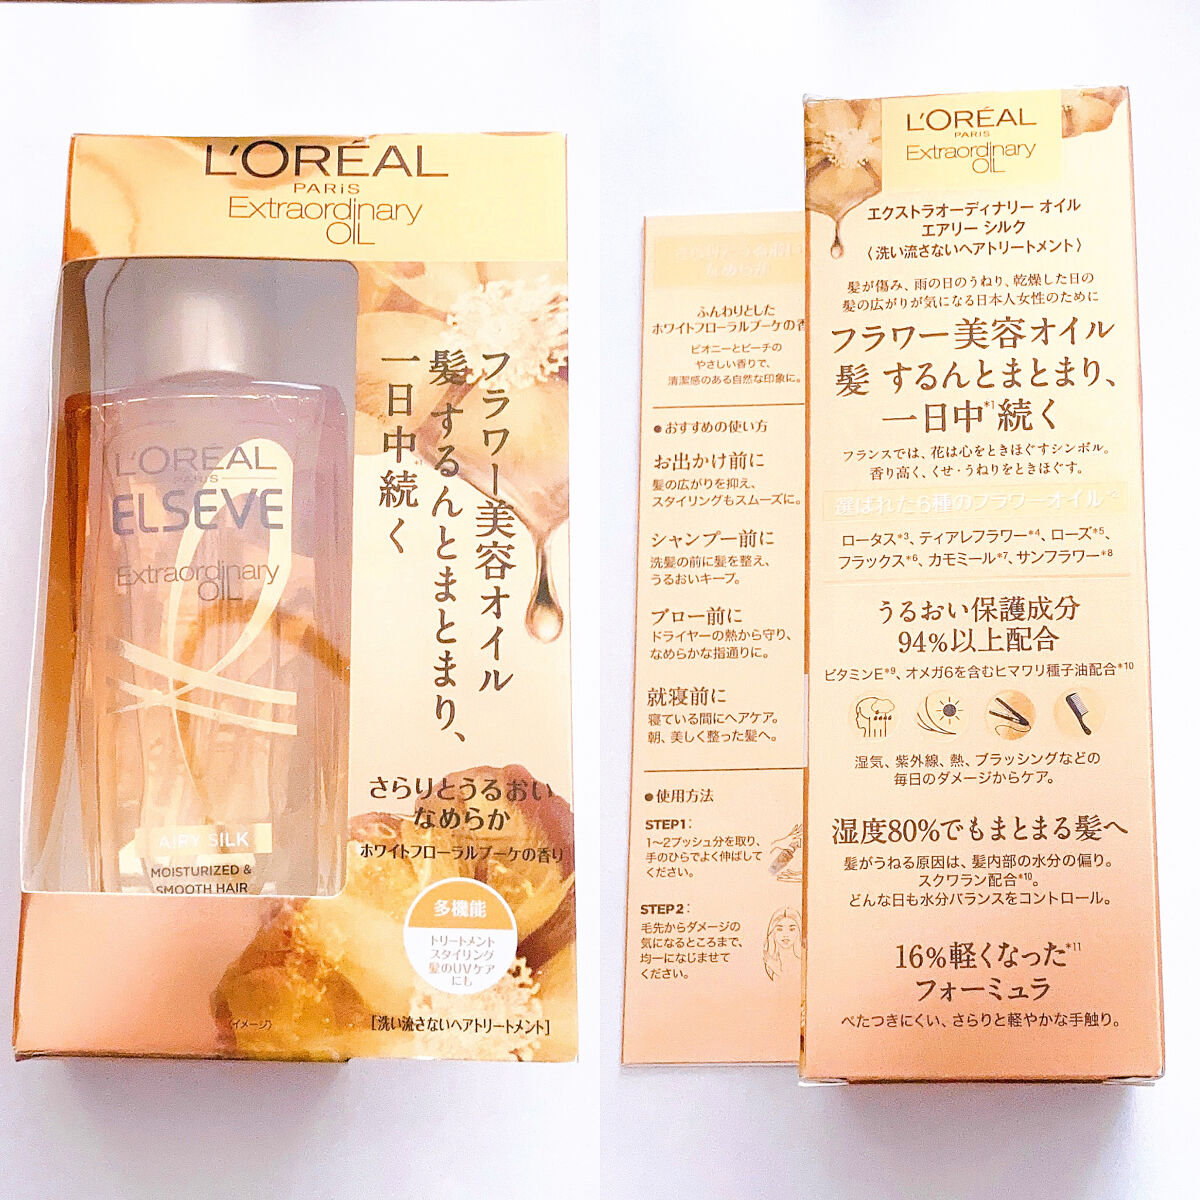 L'ORÉAL
PARIS
Extraordinary
OIL
L'ORÉAL
PARIS
ELSEVE
Extraordinary
OIL
AIRY SILK
MOISTURIZED &
SMOOTH HAIR
フラワー美容オイル
髪 するんとまとまり、
一日中*1続く
さらりとうるおい
なめらか
ホワイトフローラルブーケの香り
多機能
トリートメント
スタイリング
髪のUVケア
にも
〈イメージ〉
[洗い流さないヘアトリートメント]
なめらか
ふんわりとした
ホワイトフローラルブーケの香
ピオニーとピーチの
やさしい香りで、
清潔感のある自然な印象に。
●おすすめの使い方
お出かけ前に
髪の広がりを抑え、
スタイリングもスムーズに。
シャンプー前に
洗髪の前に髪を整え、
うるおいキープ。
ブロー前に
ドライヤーの熱から守り、
なめらかな指通りに。
就寝前に
寝ている間にヘアケア。
朝、美しく整った髪へ。
●使用方法
STEP1:
1〜2プッシュ分を取り、
手のひらでよく伸ばして
ください。
STEP2:
毛先からダメージの
気になるところまで、
均一になじませて
ください。
L'ORÉAL
PARIS
Extraordinary
OIL
エクストラオーディナリー オイル
エアリー シルク
〈洗い流さないヘアトリートメント〉
髪が傷み、雨の日のうねり、乾燥した日の
髪の広がりが気になる日本人女性のために
フラワー美容オイル
髪 するんとまとまり、
一日中*1続く
フランスでは、花は心をときほぐすシンボル。
香り高く、くせ・うねりをときほぐす。
選ばれた6種のフラワーオイル*2
ロータス*3、ティアレフラワー*4、ローズ*5、
フラックス*6、カモミール*7、サンフラワー*8
うるおい保護成分
94%以上配合
ビタミンE*9、オメガ6を含むヒマワリ種子油配合*10
湿気、紫外線、熱、ブラッシングなどの
毎日のダメージからケア。
湿度80%でもまとまる髪へ
髪がうねる原因は、髪内部の水分の偏り。
スクワラン配合*10。
どんな日も水分バランスをコントロール。
16%軽くなった*11
フォーミュラ
べたつきにくい、さらりと軽やかな手触り。